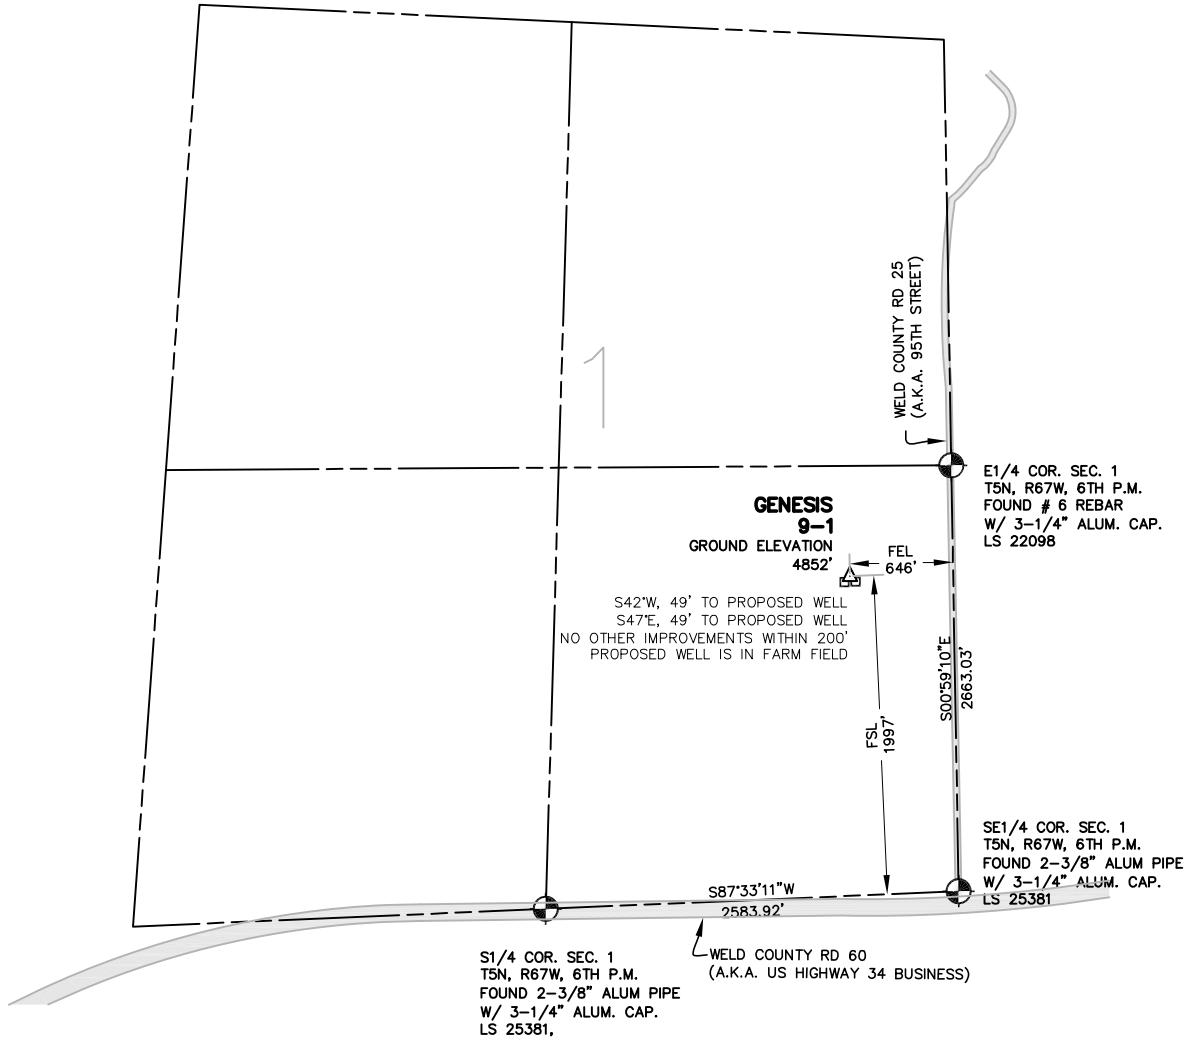 WELD COUNTY RD 25
(A.K.A. 95TH STREET)
1
E1/4 COR. SEC. 1
T5N, R67W, 6TH P.M.
FOUND # 6 REBAR
W/ 3-1/4" ALUM. CAP.
LS 22098
GENESIS
9-1
GROUND ELEVATION
4852'
FEL
646'
S42°W, 49' TO PROPOSED WELL
S47°E, 49' TO PROPOSED WELL
NO OTHER IMPROVEMENTS WITHIN 200'
PROPOSED WELL IS IN FARM FIELD
S00°59'10"E
2663.03'
FSL
1997'
SE1/4 COR. SEC. 1
T5N, R67W, 6TH P.M.
FOUND 2-3/8" ALUM PIPE
W/ 3-1/4" ALUM. CAP.
LS 25381
S87°33'11"W
2583.92'
WELD COUNTY RD 60
(A.K.A. US HIGHWAY 34 BUSINESS)
S1/4 COR. SEC. 1
T5N, R67W, 6TH P.M.
FOUND 2-3/8" ALUM PIPE
W/ 3-1/4" ALUM. CAP.
LS 25381,